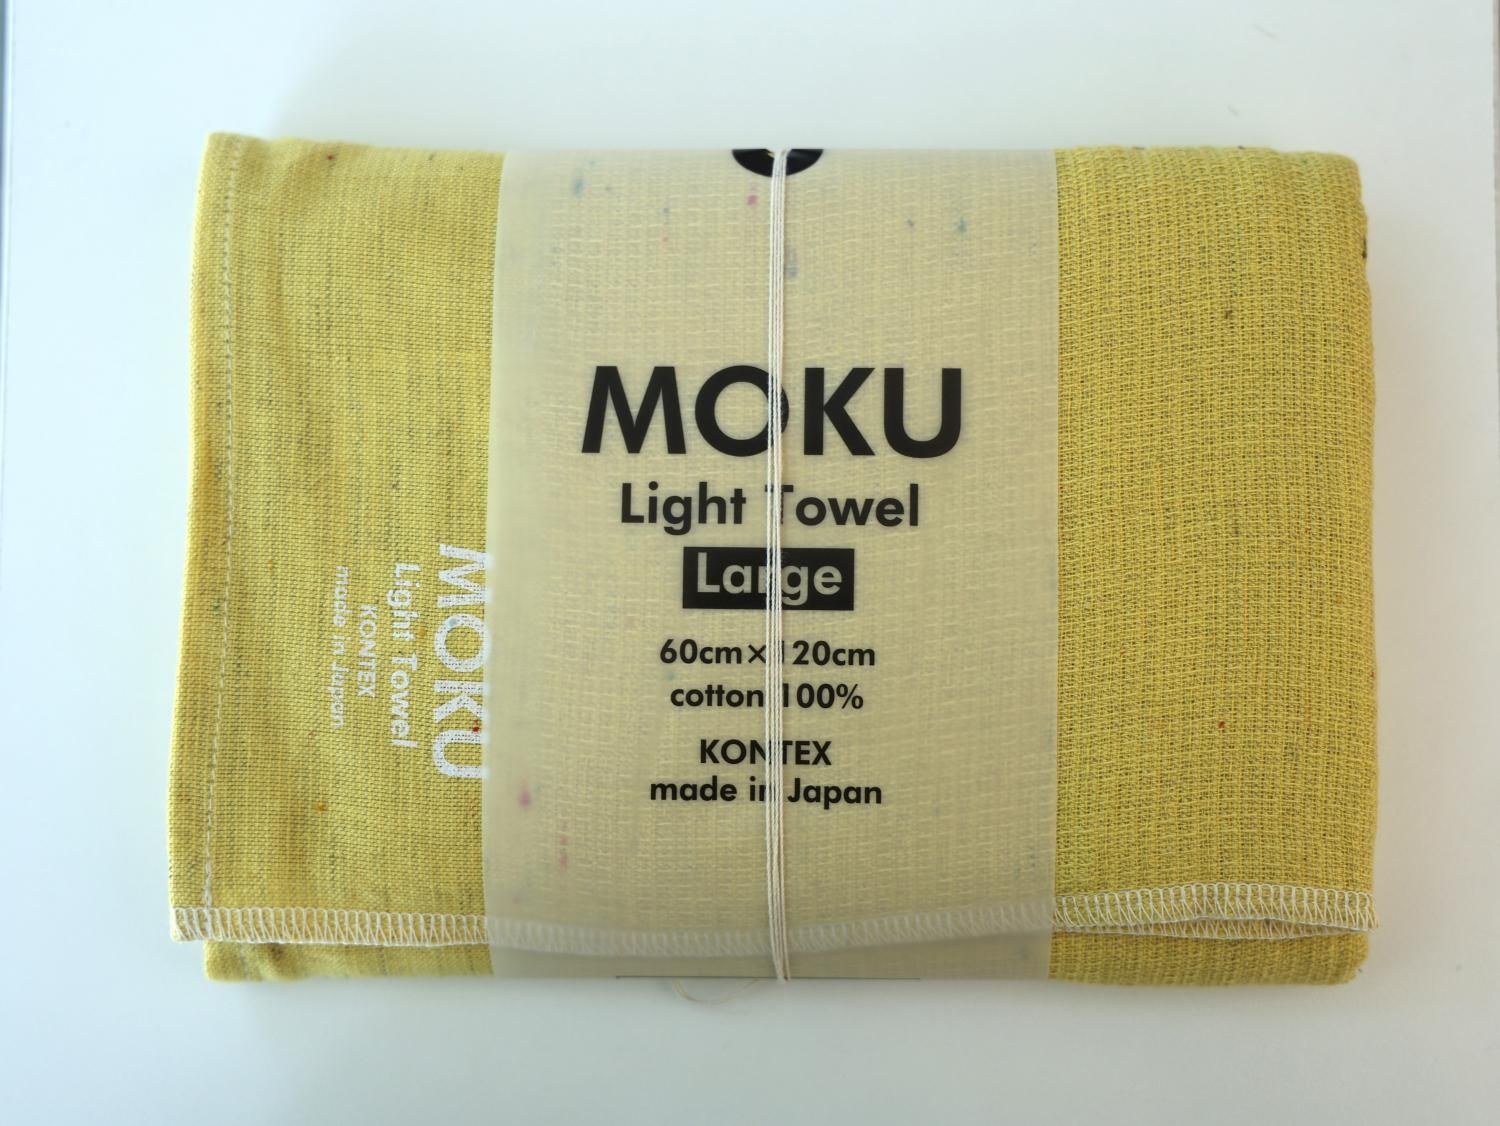 MOKU
Light Towel
Large
60cm×120cm
cotton 100%
KONTEX
made in Japan
MOKU
Light Towel
KONTEX
made in Japan